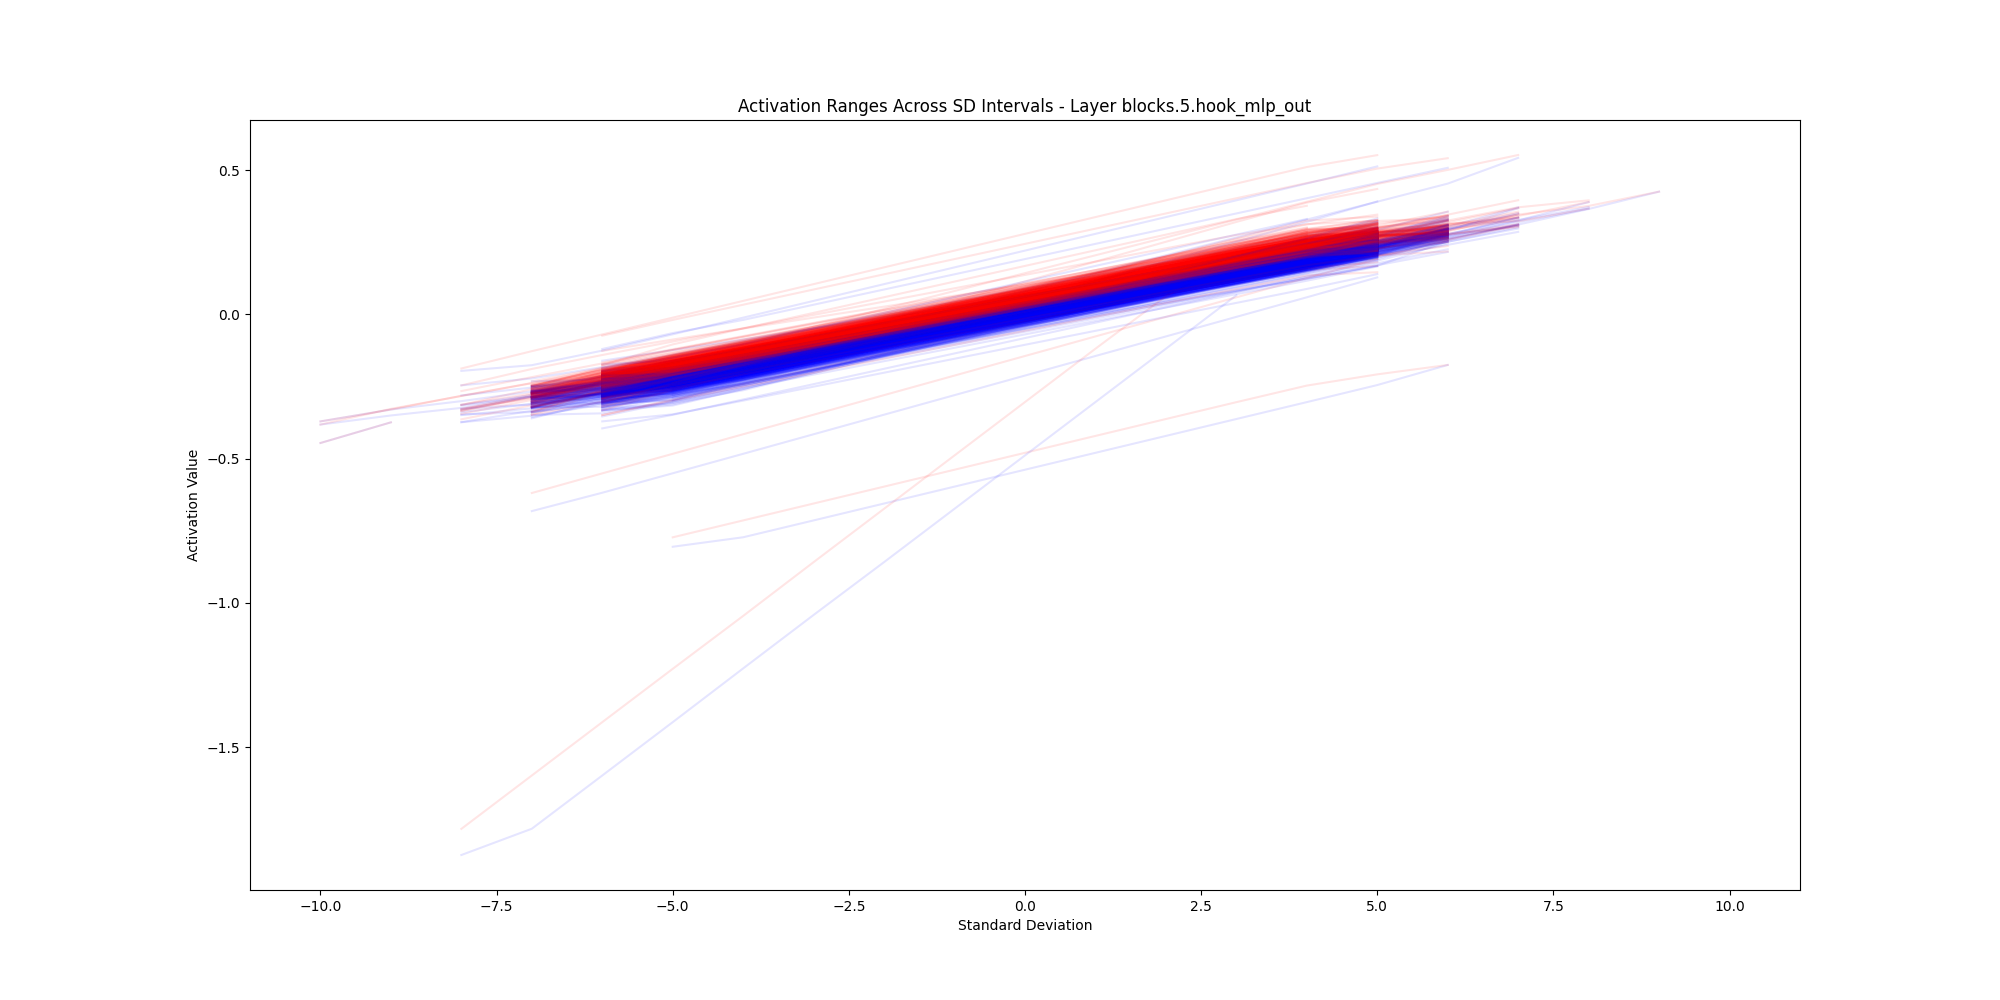 Activation Ranges Across SD Intervals - Layer blocks.5.hook_mlp_out
0.5
0.0
−0.5
−1.0
−1.5
Activation Value
−10.0 −7.5 −5.0 −2.5 0.0 2.5 5.0 7.5 10.0
Standard Deviation